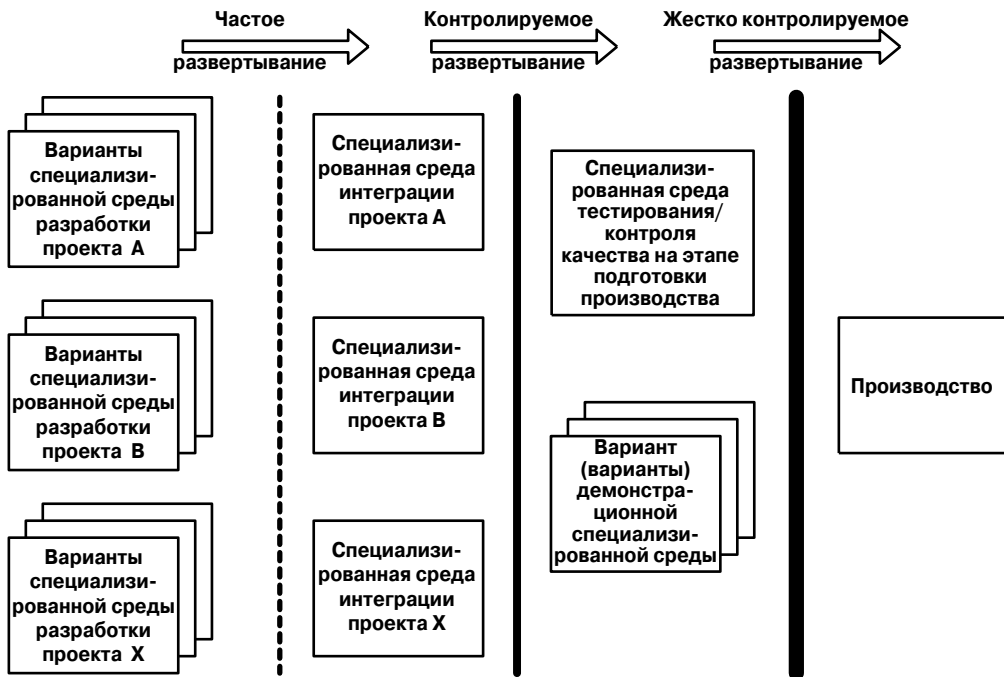 Частое
развертывание
Контролируемое
развертывание
Жестко контролируемое
развертывание
Варианты
специализи-
рованной среды
разработки
проекта A
Варианты
специализи-
рованной среды
разработки
проекта B
Варианты
специализи-
рованной среды
разработки
проекта X
Специализи-
рованная среда
интеграции
проекта A
Специализи-
рованная среда
интеграции
проекта B
Специализи-
рованная среда
интеграции
проекта X
Специализи-
рованная среда
тестирования/
контроля
качества на этапе
подготовки
производства
Вариант
(варианты)
демонстра-
ционной
специализи-
рованной среды
Производство